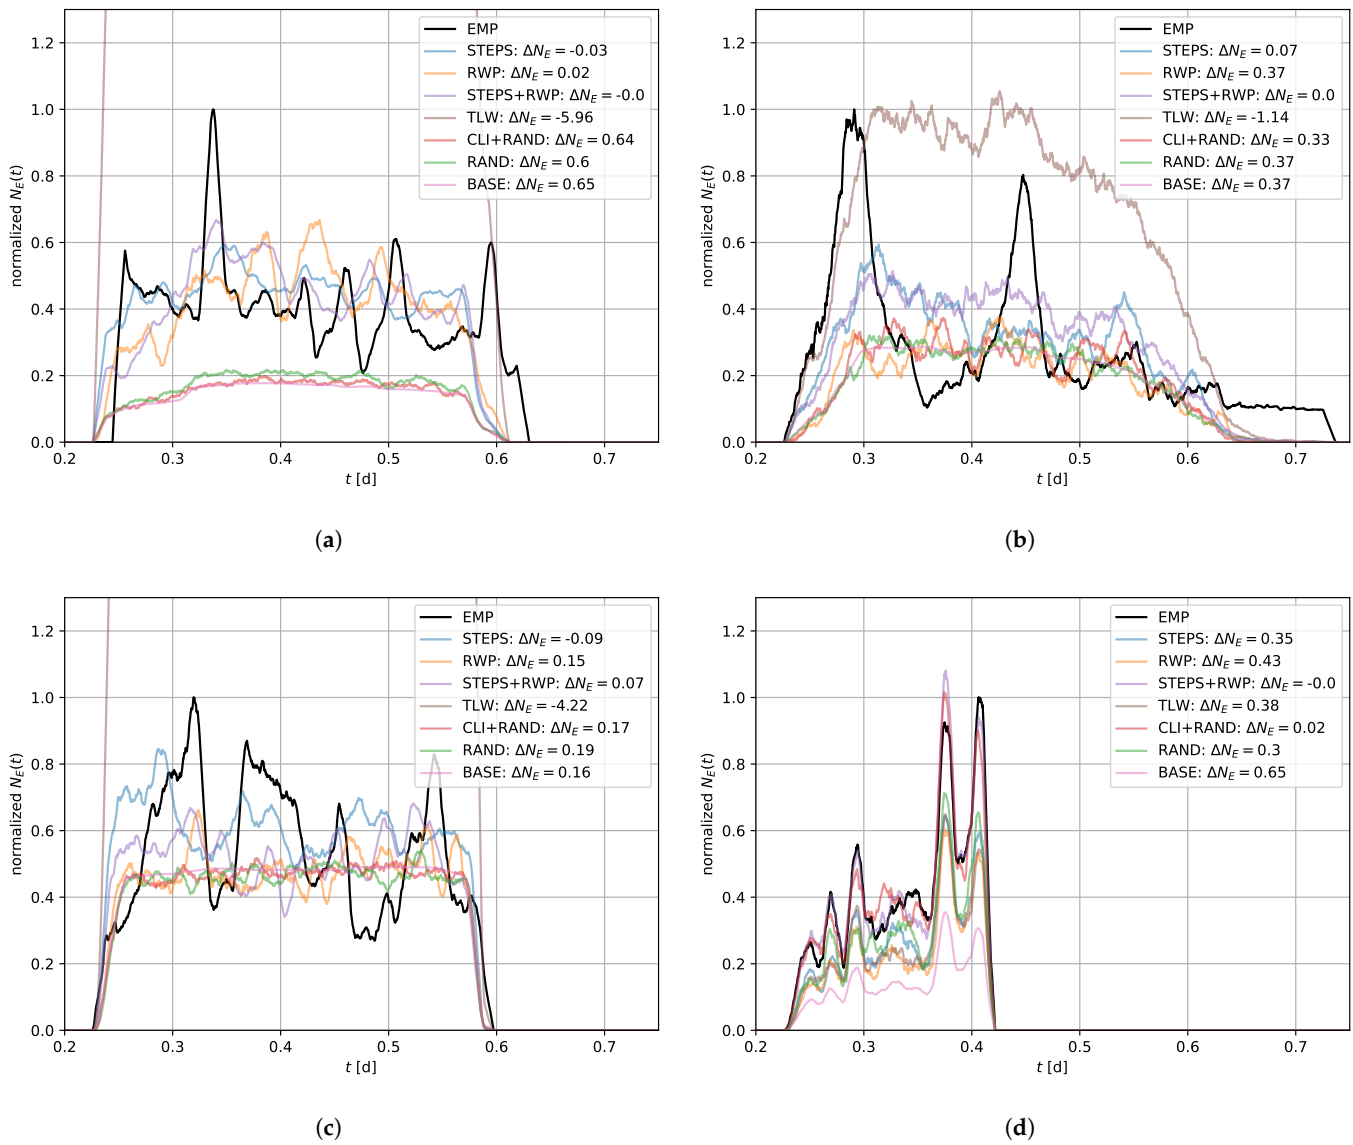 EMP
STEPS: ΔN_E = -0.03
RWP: ΔN_E = 0.02
STEPS+RWP: ΔN_E = -0.0
TLW: ΔN_E = -5.96
CLI+RAND: ΔN_E = 0.64
RAND: ΔN_E = 0.6
BASE: ΔN_E = 0.65
normalized N_E(t)
1.2
1.0
0.8
0.6
0.4
0.2
0.0
0.2 0.3 0.4 0.5 0.6 0.7
t [d]
(a)
EMP
STEPS: ΔN_E = 0.07
RWP: ΔN_E = 0.37
STEPS+RWP: ΔN_E = 0.0
TLW: ΔN_E = -1.14
CLI+RAND: ΔN_E = 0.33
RAND: ΔN_E = 0.37
BASE: ΔN_E = 0.37
normalized N_E(t)
1.2
1.0
0.8
0.6
0.4
0.2
0.0
0.2 0.3 0.4 0.5 0.6 0.7
t [d]
(b)
EMP
STEPS: ΔN_E = -0.09
RWP: ΔN_E = 0.15
STEPS+RWP: ΔN_E = 0.07
TLW: ΔN_E = -4.22
CLI+RAND: ΔN_E = 0.17
RAND: ΔN_E = 0.19
BASE: ΔN_E = 0.16
normalized N_E(t)
1.2
1.0
0.8
0.6
0.4
0.2
0.0
0.2 0.3 0.4 0.5 0.6 0.7
t [d]
(c)
EMP
STEPS: ΔN_E = 0.35
RWP: ΔN_E = 0.43
STEPS+RWP: ΔN_E = -0.0
TLW: ΔN_E = 0.38
CLI+RAND: ΔN_E = 0.02
RAND: ΔN_E = 0.3
BASE: ΔN_E = 0.65
normalized N_E(t)
1.2
1.0
0.8
0.6
0.4
0.2
0.0
0.2 0.3 0.4 0.5 0.6 0.7
t [d]
(d)